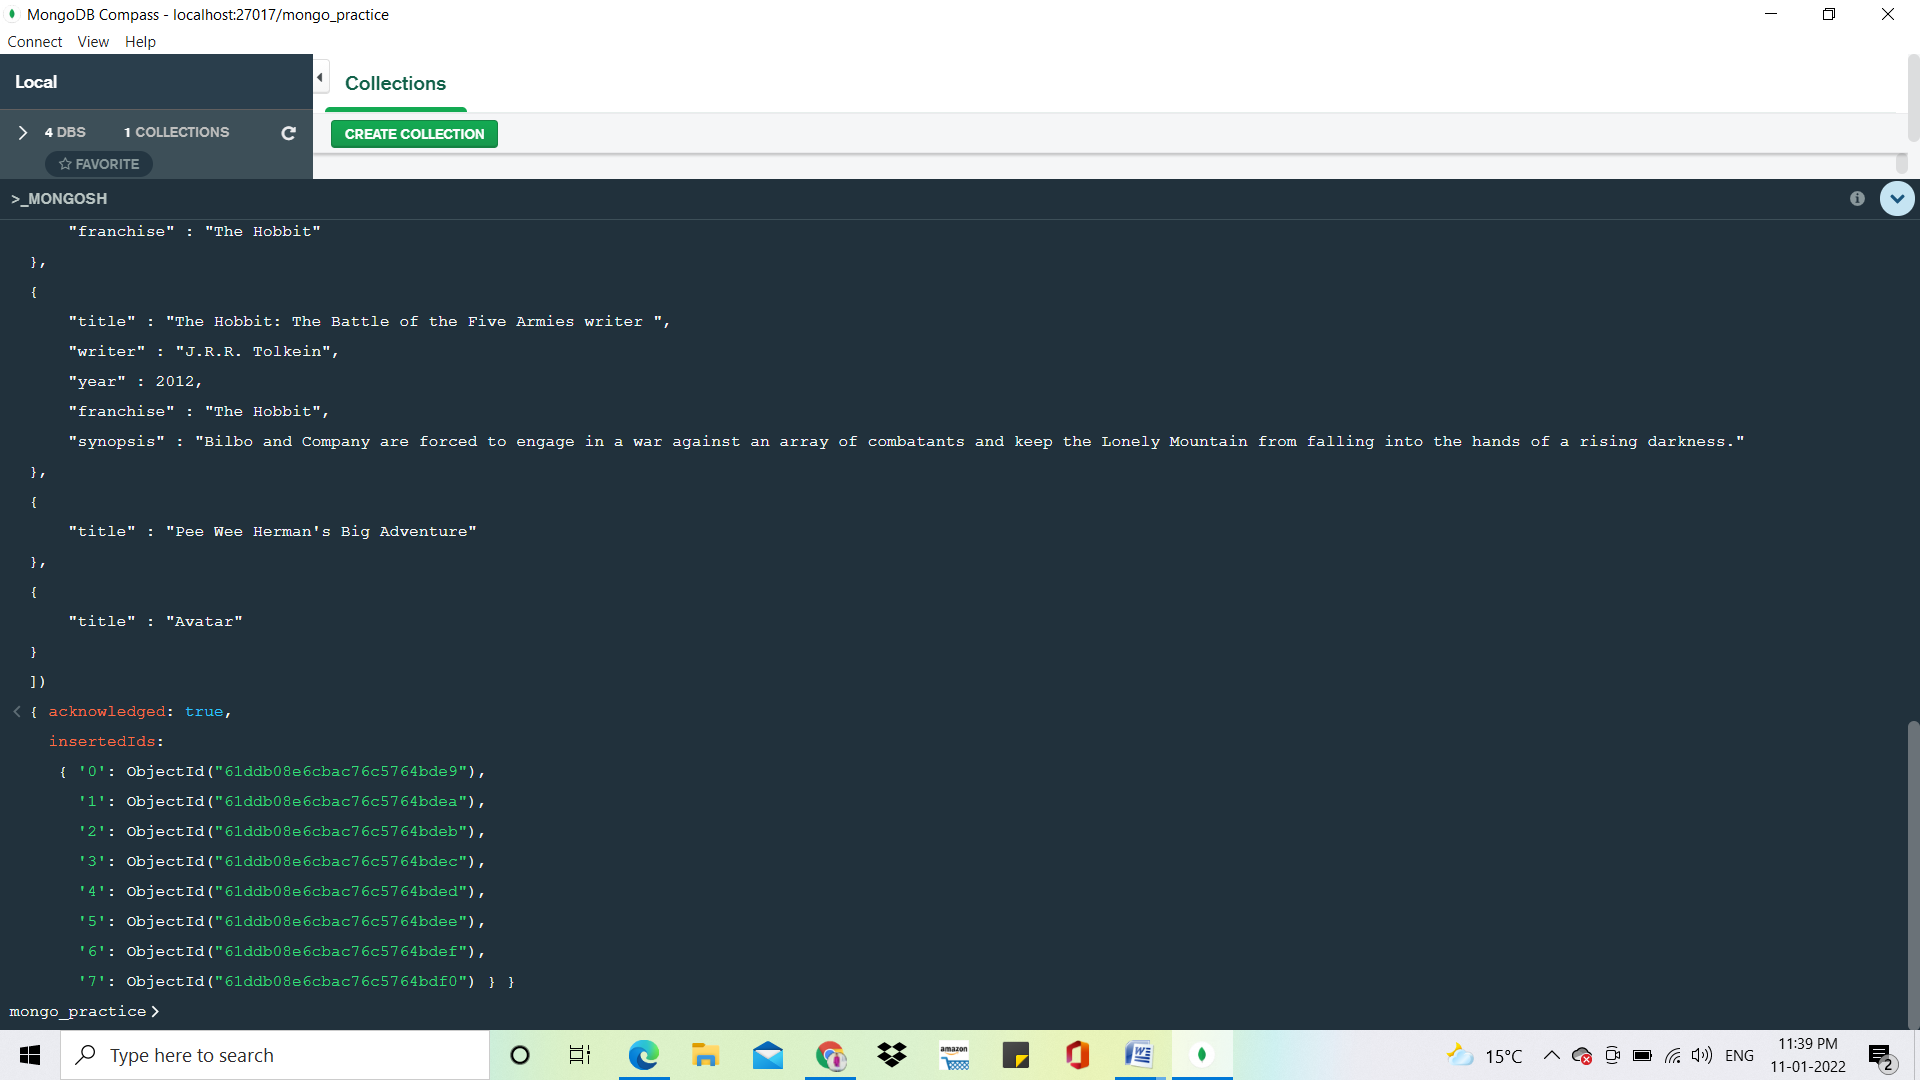 MongoDB Compass - localhost:27017/mongo_practice
Connect View Help
Local
Collections
4 DBS 1 COLLECTIONS
CREATE COLLECTION
FAVORITE
>_MONGOSH
"franchise" : "The Hobbit"
},
{
"title" : "The Hobbit: The Battle of the Five Armies writer ",
"writer" : "J.R.R. Tolkein",
"year" : 2012,
"franchise" : "The Hobbit",
"synopsis" : "Bilbo and Company are forced to engage in a war against an array of combatants and keep the Lonely Mountain from falling into the hands of a rising darkness."
},
{
"title" : "Pee Wee Herman's Big Adventure"
},
{
"title" : "Avatar"
}
])
< { acknowledged: true,
insertedIds:
{ '0': ObjectId("61ddb08e6cbac76c5764bde9"),
'1': ObjectId("61ddb08e6cbac76c5764bdea"),
'2': ObjectId("61ddb08e6cbac76c5764bdeb"),
'3': ObjectId("61ddb08e6cbac76c5764bdec"),
'4': ObjectId("61ddb08e6cbac76c5764bded"),
'5': ObjectId("61ddb08e6cbac76c5764bdee"),
'6': ObjectId("61ddb08e6cbac76c5764bdef"),
'7': ObjectId("61ddb08e6cbac76c5764bdf0") } }
mongo_practice>
Type here to search
amazon
15°C
ENG
11:39 PM
11-01-2022
2